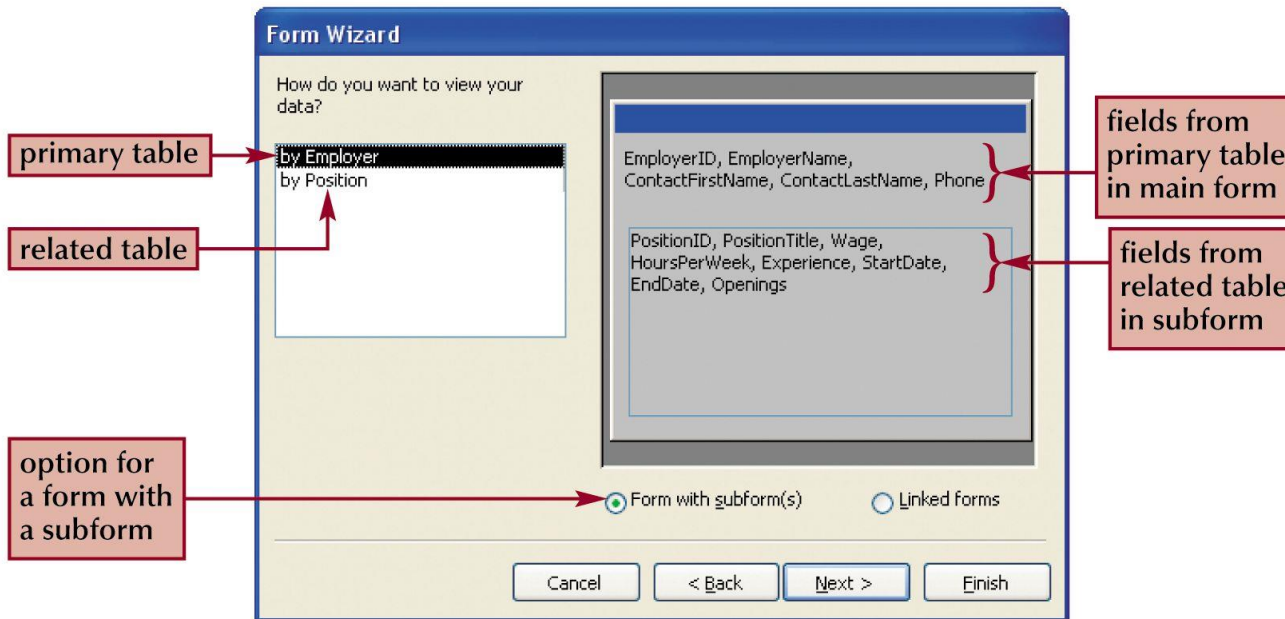 Form Wizard
How do you want to view your
data?
primary table
by Employer
by Position
related table
EmployerID, EmployerName,
ContactFirstName, ContactLastName, Phone
fields from
primary table
in main form
PositionID, PositionTitle, Wage,
HoursPerWeek, Experience, StartDate,
EndDate, Openings
fields from
related table
in subform
option for
a form with
a subform
Form with subform(s)
Linked forms
Cancel
< Back
Next >
Finish